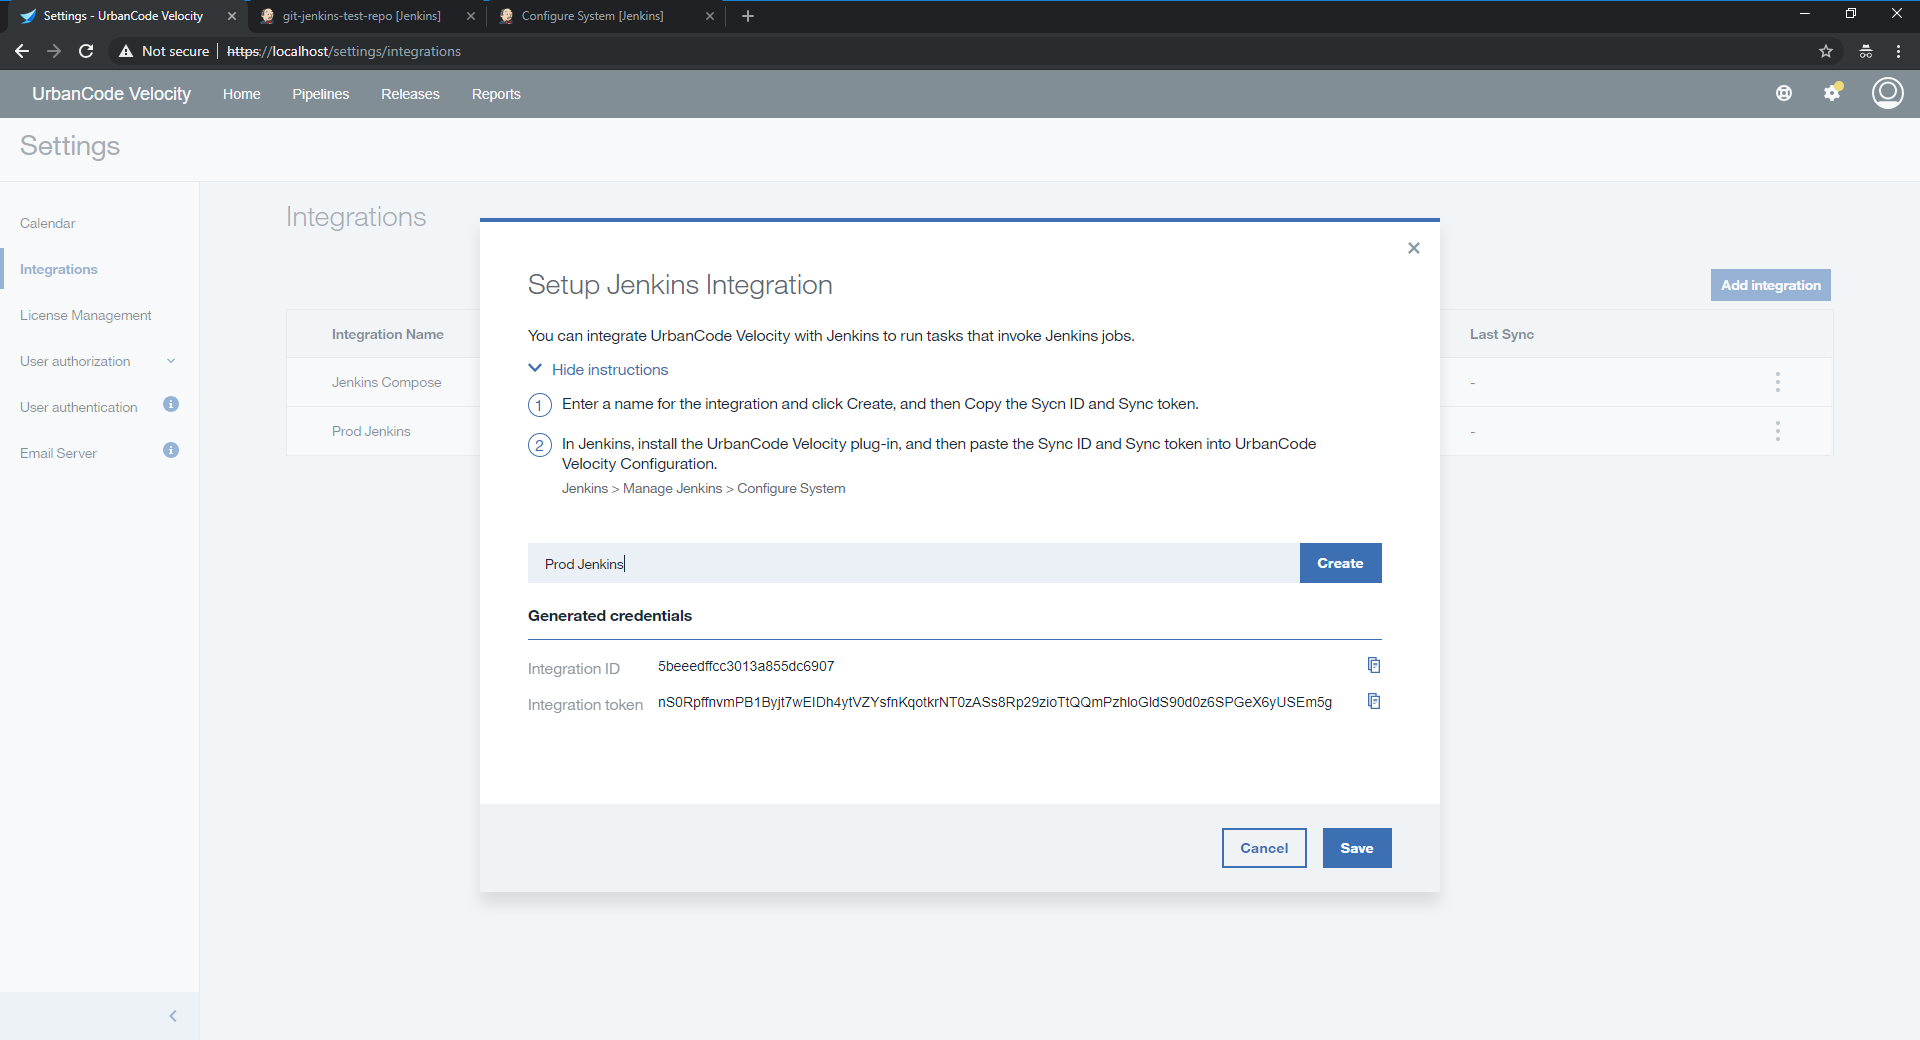 Settings - UrbanCode Velocity
git-jenkins-test-repo [Jenkins]
Configure System [Jenkins]
Not secure
https://localhost/settings/integrations
UrbanCode Velocity
Home
Pipelines
Releases
Reports
Settings
Calendar
Integrations
License Management
User authorization
User authentication
Email Server
Integrations
Add integration
Integration Name
Last Sync
Jenkins Compose
-
Prod Jenkins
-
Setup Jenkins Integration
You can integrate UrbanCode Velocity with Jenkins to run tasks that invoke Jenkins jobs.
Hide instructions
1 Enter a name for the integration and click Create, and then Copy the Sycn ID and Sync token.
2 In Jenkins, install the UrbanCode Velocity plug-in, and then paste the Sync ID and Sync token into UrbanCode
Velocity Configuration.
Jenkins > Manage Jenkins > Configure System
Prod Jenkins
Create
Generated credentials
Integration ID 5beeedffcc3013a855dc6907
Integration token nS0RpffnvmPB1Byjt7wEIDh4ytVZYsfnKqotkrNT0zASs8Rp29zioTtQQmPzhloGldS90d0z6SPGeX6yUSEm5g
Cancel
Save